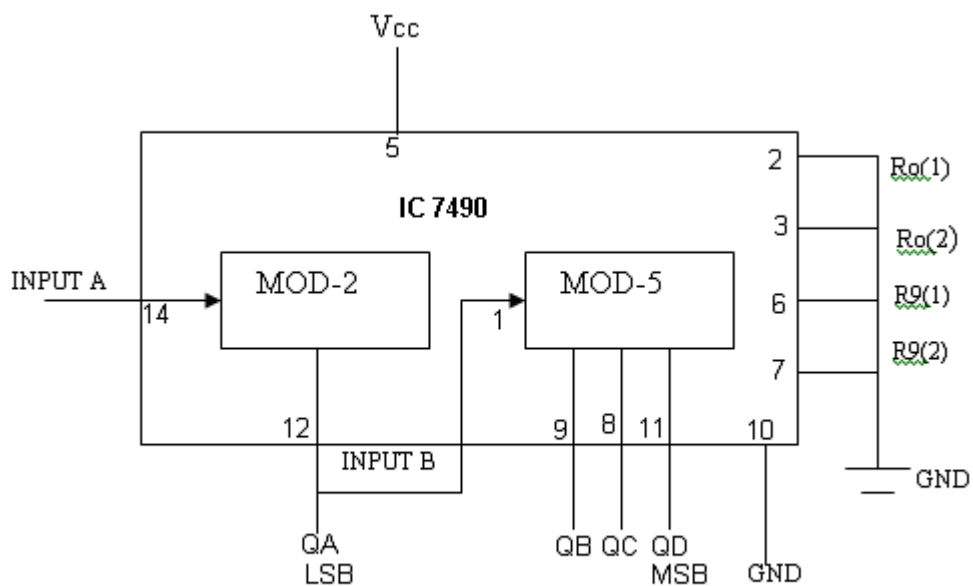 Vcc
5
2
Ro(1)
IC 7490
3
Ro(2)
INPUT A
14
MOD-2
1
MOD-5
6
R9(1)
7
R9(2)
12
INPUT B
9
8
11
10
GND
QA
LSB
QB
QC
QD
MSB
GND